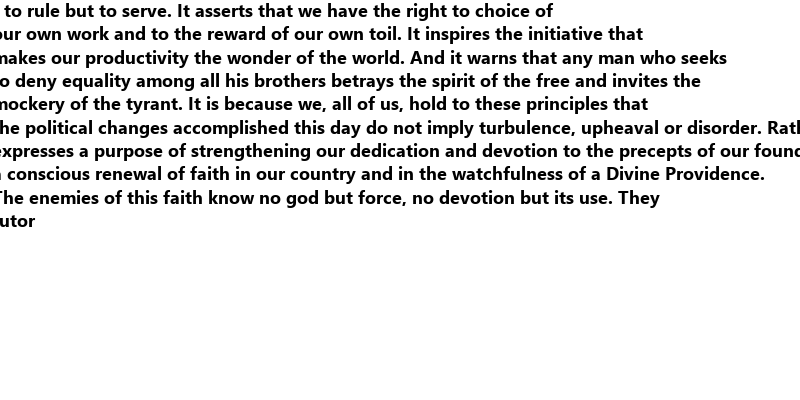 to rule but to serve. It asserts that we have the right to choice of
our own work and to the reward of our own toil. It inspires the initiative that
makes our productivity the wonder of the world. And it warns that any man who seeks
to deny equality among all his brothers betrays the spirit of the free and invites the
mockery of the tyrant. It is because we, all of us, hold to these principles that
the political changes accomplished this day do not imply turbulence, upheaval or disorder.
expresses a purpose of strengthening our dedication and devotion to the precepts of our
a conscious renewal of faith in our country and in the watchfulness of a Divine Providence.
The enemies of this faith know no god but force, no devotion but its use. They
utor